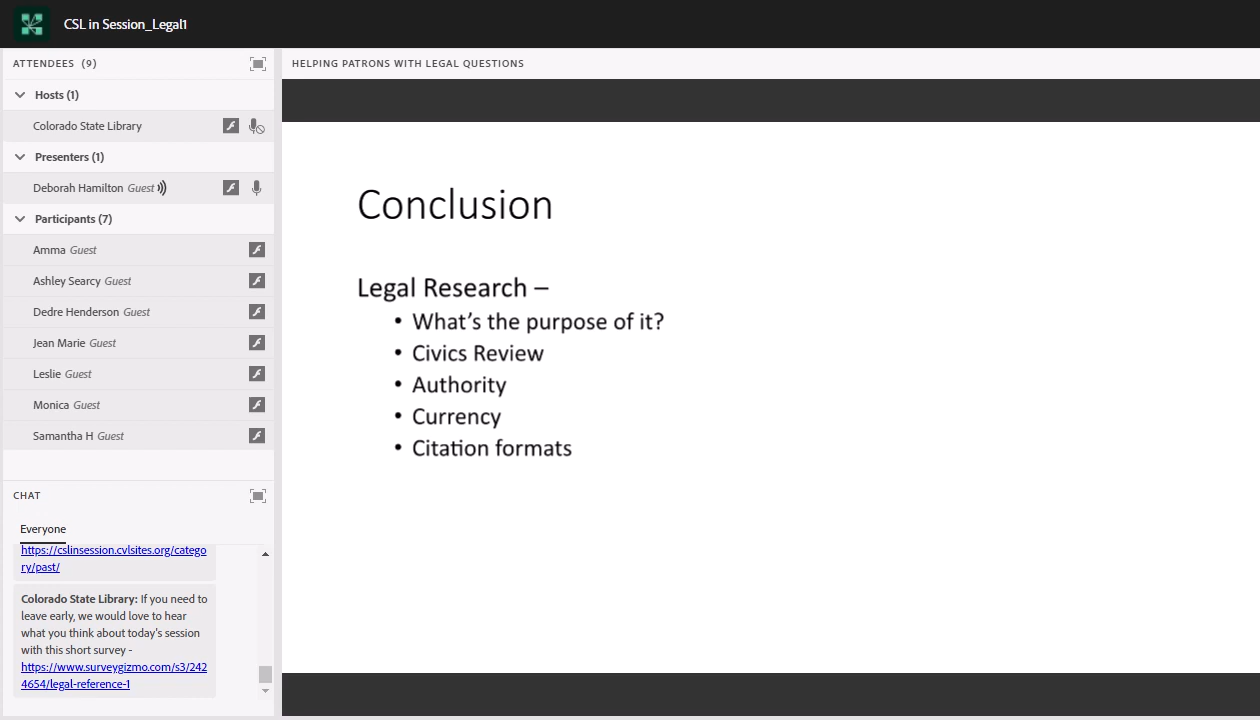 CSL in Session_Legal1
ATTENDEES (9)
Hosts (1)
Colorado State Library
Presenters (1)
Deborah Hamilton Guest
Participants (7)
Amma Guest
Ashley Searcy Guest
Dedre Henderson Guest
Jean Marie Guest
Leslie Guest
Monica Guest
Samantha H Guest
CHAT
Everyone
https://cslinsession.cvlsites.org/catego
ry/past/
Colorado State Library: If you need to
leave early, we would love to hear
what you think about today's session
with this short survey -
https://www.surveygizmo.com/s3/242
4654/legal-reference-1
HELPING PATRONS WITH LEGAL QUESTIONS
Conclusion
Legal Research –
• What's the purpose of it?
• Civics Review
• Authority
• Currency
• Citation formats